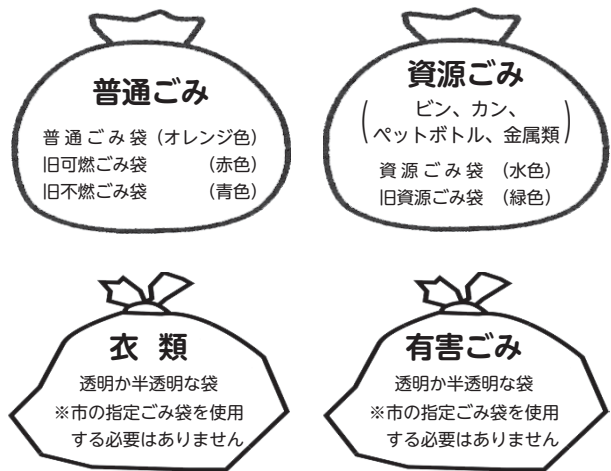 普通ごみ
普通ごみ袋（オレンジ色）
旧可燃ごみ袋（赤色）
旧不燃ごみ袋（青色）
資源ごみ
（ビン、カン、
ペットボトル、金属類）
資源ごみ袋（水色）
旧資源ごみ袋（緑色）
衣類
透明か半透明な袋
※市の指定ごみ袋を使用
する必要はありません
有害ごみ
透明か半透明な袋
※市の指定ごみ袋を使用
する必要はありません